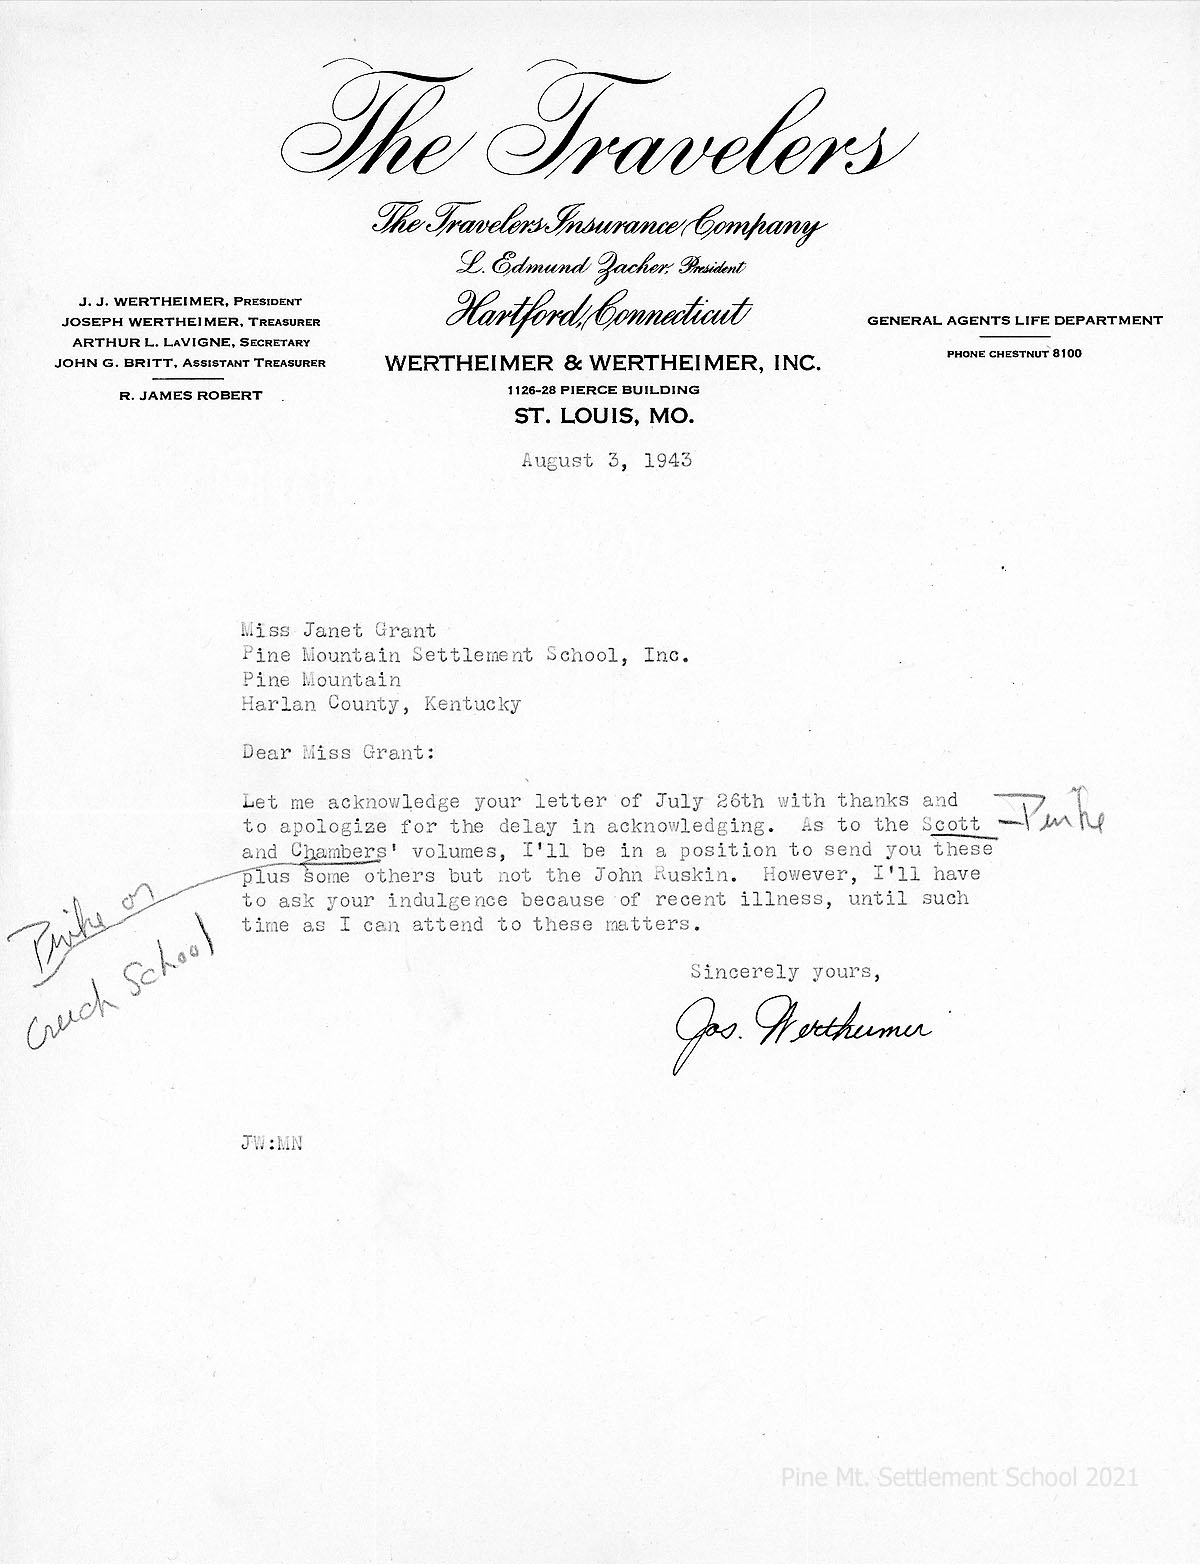 The Travelers
The Travelers Insurance Company
L. Edmund Zacher, President
Hartford, Connecticut
J. J. WERTHEIMER, PRESIDENT
JOSEPH WERTHEIMER, TREASURER
ARTHUR L. LAVIGNE, SECRETARY
JOHN G. BRITT, ASSISTANT TREASURER
R. JAMES ROBERT
WERTHEIMER & WERTHEIMER, INC.
1126-28 PIERCE BUILDING
ST. LOUIS, MO.
GENERAL AGENTS LIFE DEPARTMENT
PHONE CHESTNUT 8100
August 3, 1943
Miss Janet Grant
Pine Mountain Settlement School, Inc.
Pine Mountain
Harlan County, Kentucky
Dear Miss Grant:
Let me acknowledge your letter of July 26th with thanks and
to apologize for the delay in acknowledging. As to the Scott
and Chambers' volumes, I'll be in a position to send you these
plus some others but not the John Ruskin. However, I'll have
to ask your indulgence because of recent illness, until such
time as I can attend to these matters.
or
Creech School
Sincerely yours,
Jos. Wertheimer
JW:MN
Pine Mt. Settlement School 2021